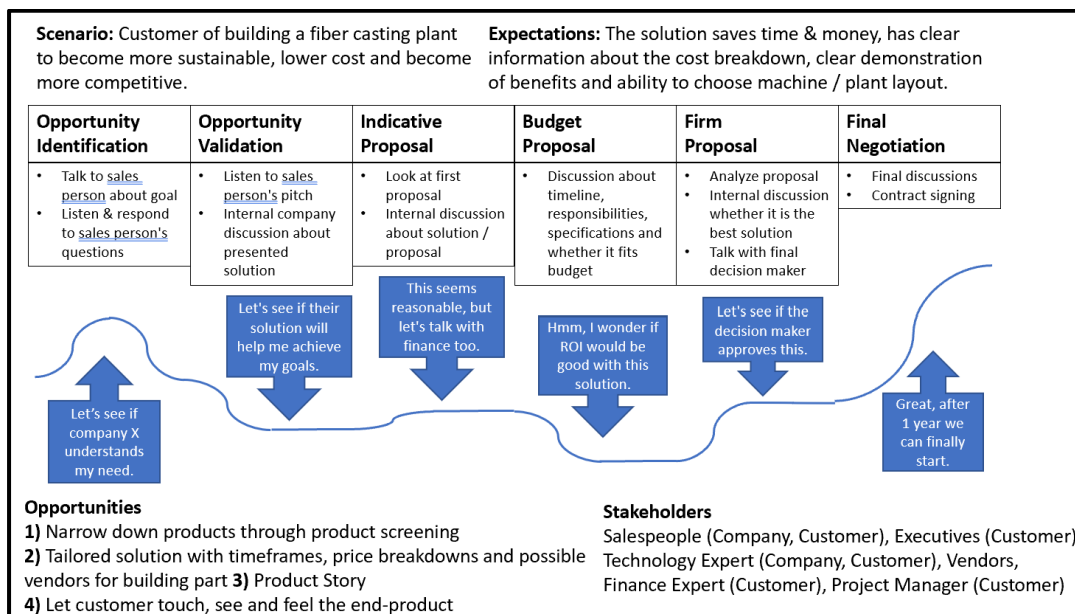 Scenario: Customer of building a fiber casting plant
to become more sustainable, lower cost and become
more competitive.
Expectations: The solution saves time & money, has clear
information about the cost breakdown, clear demonstration
of benefits and ability to choose machine / plant layout.
Opportunity
Identification
• Talk to sales
person about goal
• Listen & respond
to sales person's
questions
Opportunity
Validation
• Listen to sales
person's pitch
• Internal company
discussion about
presented
solution
Indicative
Proposal
• Look at first
proposal
• Internal discussion
about solution /
proposal
Budget
Proposal
• Discussion about
timeline,
responsibilities,
specifications and
whether it fits
budget
Firm
Proposal
• Analyze proposal
• Internal discussion
whether it is the
best solution
• Talk with final
decision maker
Final
Negotiation
• Final discussions
• Contract signing
Let's see if
company X
understands
my need.
Let's see if their
solution will
help me achieve
my goals.
This seems
reasonable, but
let's talk with
finance too.
Hmm, I wonder if
ROI would be
good with this
solution.
Let's see if the
decision maker
approves this.
Great, after
1 year we
can finally
start.
Opportunities
1) Narrow down products through product screening
2) Tailored solution with timeframes, price breakdowns and possible
vendors for building part 3) Product Story
4) Let customer touch, see and feel the end-product
Stakeholders
Salespeople (Company, Customer), Executives (Customer)
Technology Expert (Company, Customer), Vendors,
Finance Expert (Customer), Project Manager (Customer)